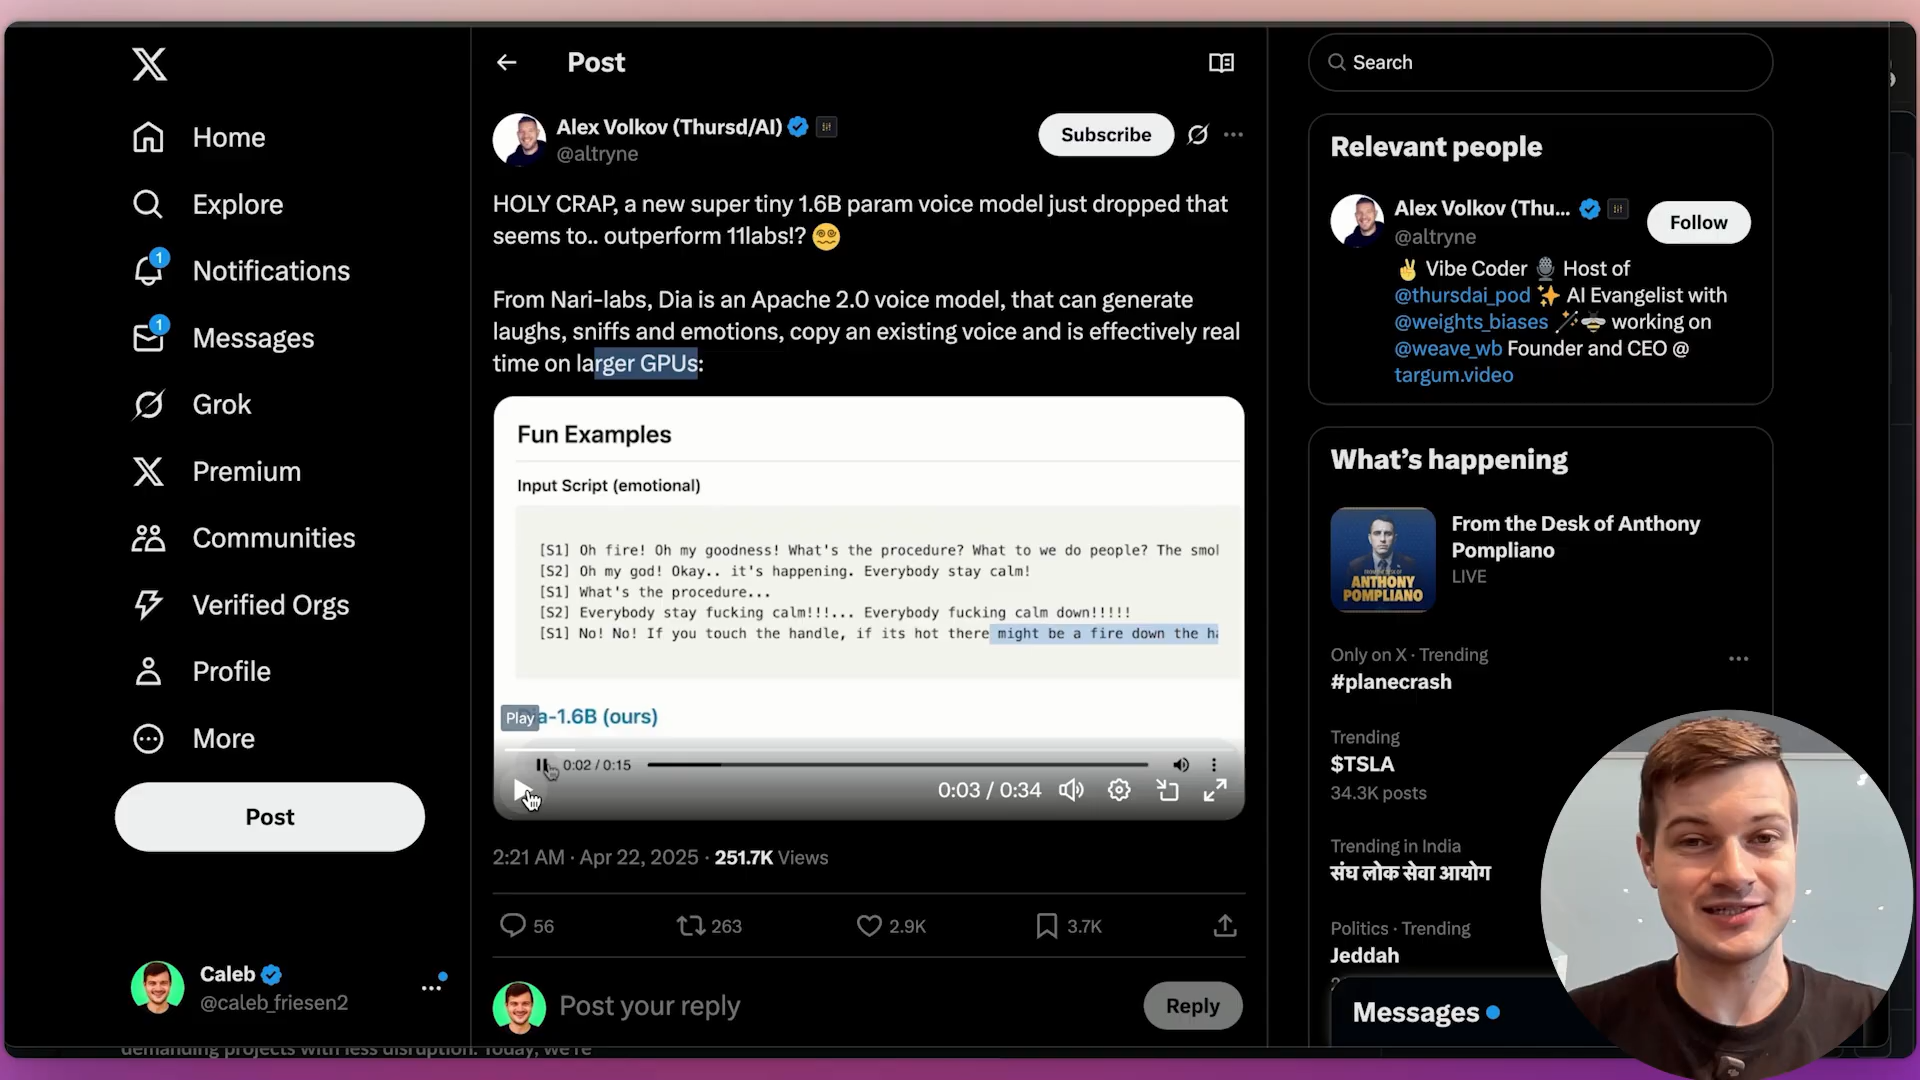 Home
Explore
1
Notifications
1
Messages
Grok
Premium
Communities
Verified Orgs
Profile
More
Post
Caleb
@caleb_friesen2
Post
Alex Volkov (Thursd/AI)
@altryne
Subscribe
HOLY CRAP, a new super tiny 1.6B param voice model just dropped that
seems to.. outperform 11labs!? 😵‍💫
From Nari-labs, Dia is an Apache 2.0 voice model, that can generate
laughs, sniffs and emotions, copy an existing voice and is effectively real
time on larger GPUs:
Fun Examples
Input Script (emotional)
[S1] Oh fire! Oh my goodness! What's the procedure? What to we do people? The smol
[S2] Oh my god! Okay.. it's happening. Everybody stay calm!
[S1] What's the procedure...
[S2] Everybody stay fucking calm!!!... Everybody fucking calm down!!!!!
[S1] No! No! If you touch the handle, if its hot there might be a fire down the ha
Play
a-1.6B (ours)
0:02 / 0:15
0:03 / 0:34
2:21 AM · Apr 22, 2025 · 251.7K Views
56
263
2.9K
3.7K
Post your reply
Reply
Search
Relevant people
Alex Volkov (Thu...
@altryne
Follow
✌️ Vibe Coder 🎙️ Host of
@thursdai_pod ✨ AI Evangelist with
@weights_biases 🪄🐝 working on
@weave_wb Founder and CEO @
targum.video
What's happening
ANTHONY
POMPLIANO
From the Desk of Anthony
Pompliano
LIVE
Only on X · Trending
#planecrash
Trending
$TSLA
34.3K posts
Trending in India
संघ लोक सेवा आयोग
Politics · Trending
Jeddah
Messages
demanding projects with less disruption. Today, we're